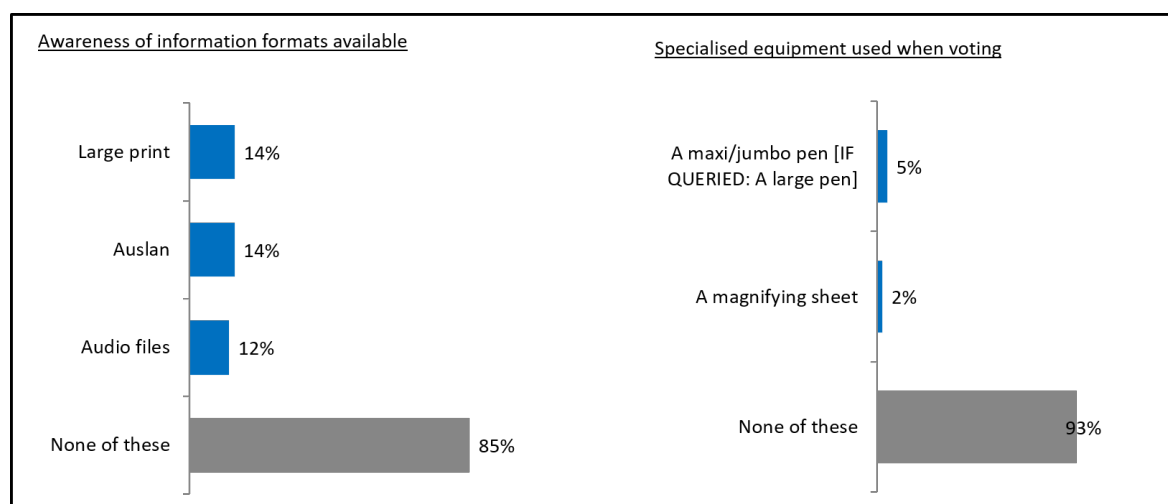 Awareness of information formats available
Large print
14%
Auslan
14%
Audio files
12%
None of these
85%
Specialised equipment used when voting
A maxi/jumbo pen [IF
QUERIED: A large pen]
5%
A magnifying sheet
2%
None of these
93%